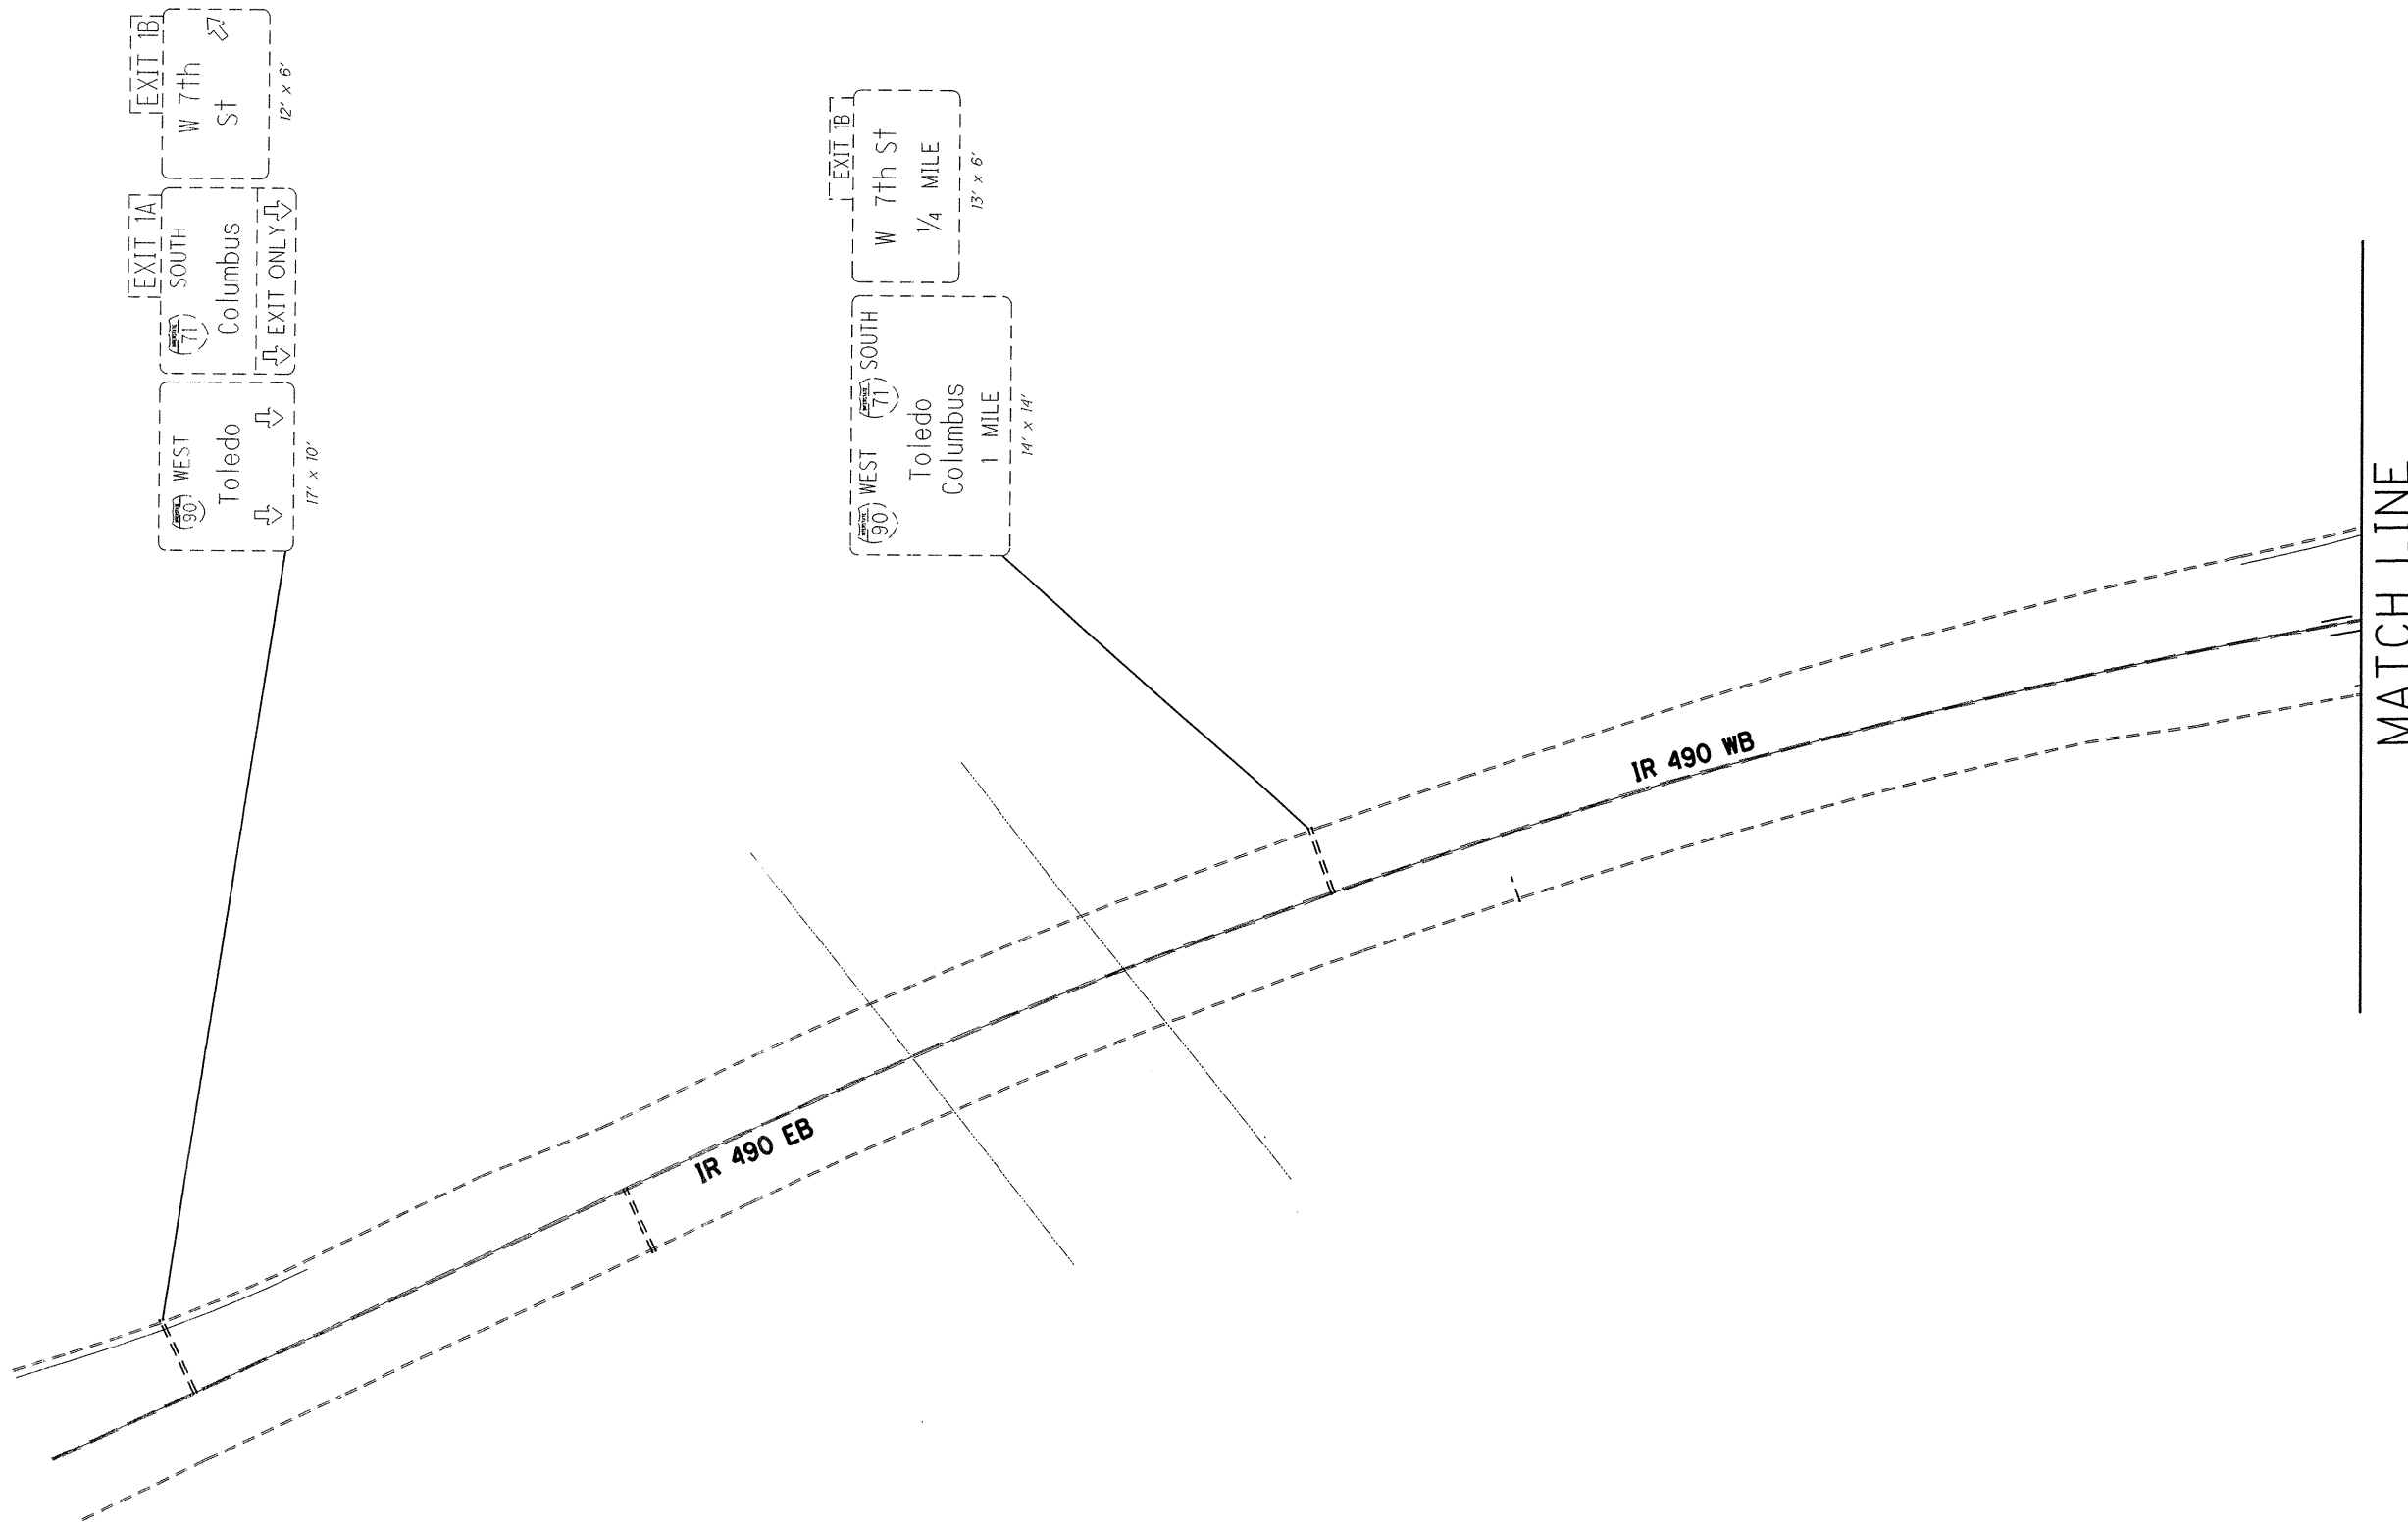 EXIT 1B
W 7th
St
12' x 6'
EXIT 1A
71 SOUTH
Columbus
EXIT ONLY
90 WEST
Toledo
17' x 10'
EXIT 1B
W 7th St
1/4 MILE
13' x 6'
90 WEST 71 SOUTH
Toledo
Columbus
1 MILE
14' x 14'
IR 490 WB
IR 490 EB
MATCH LINE